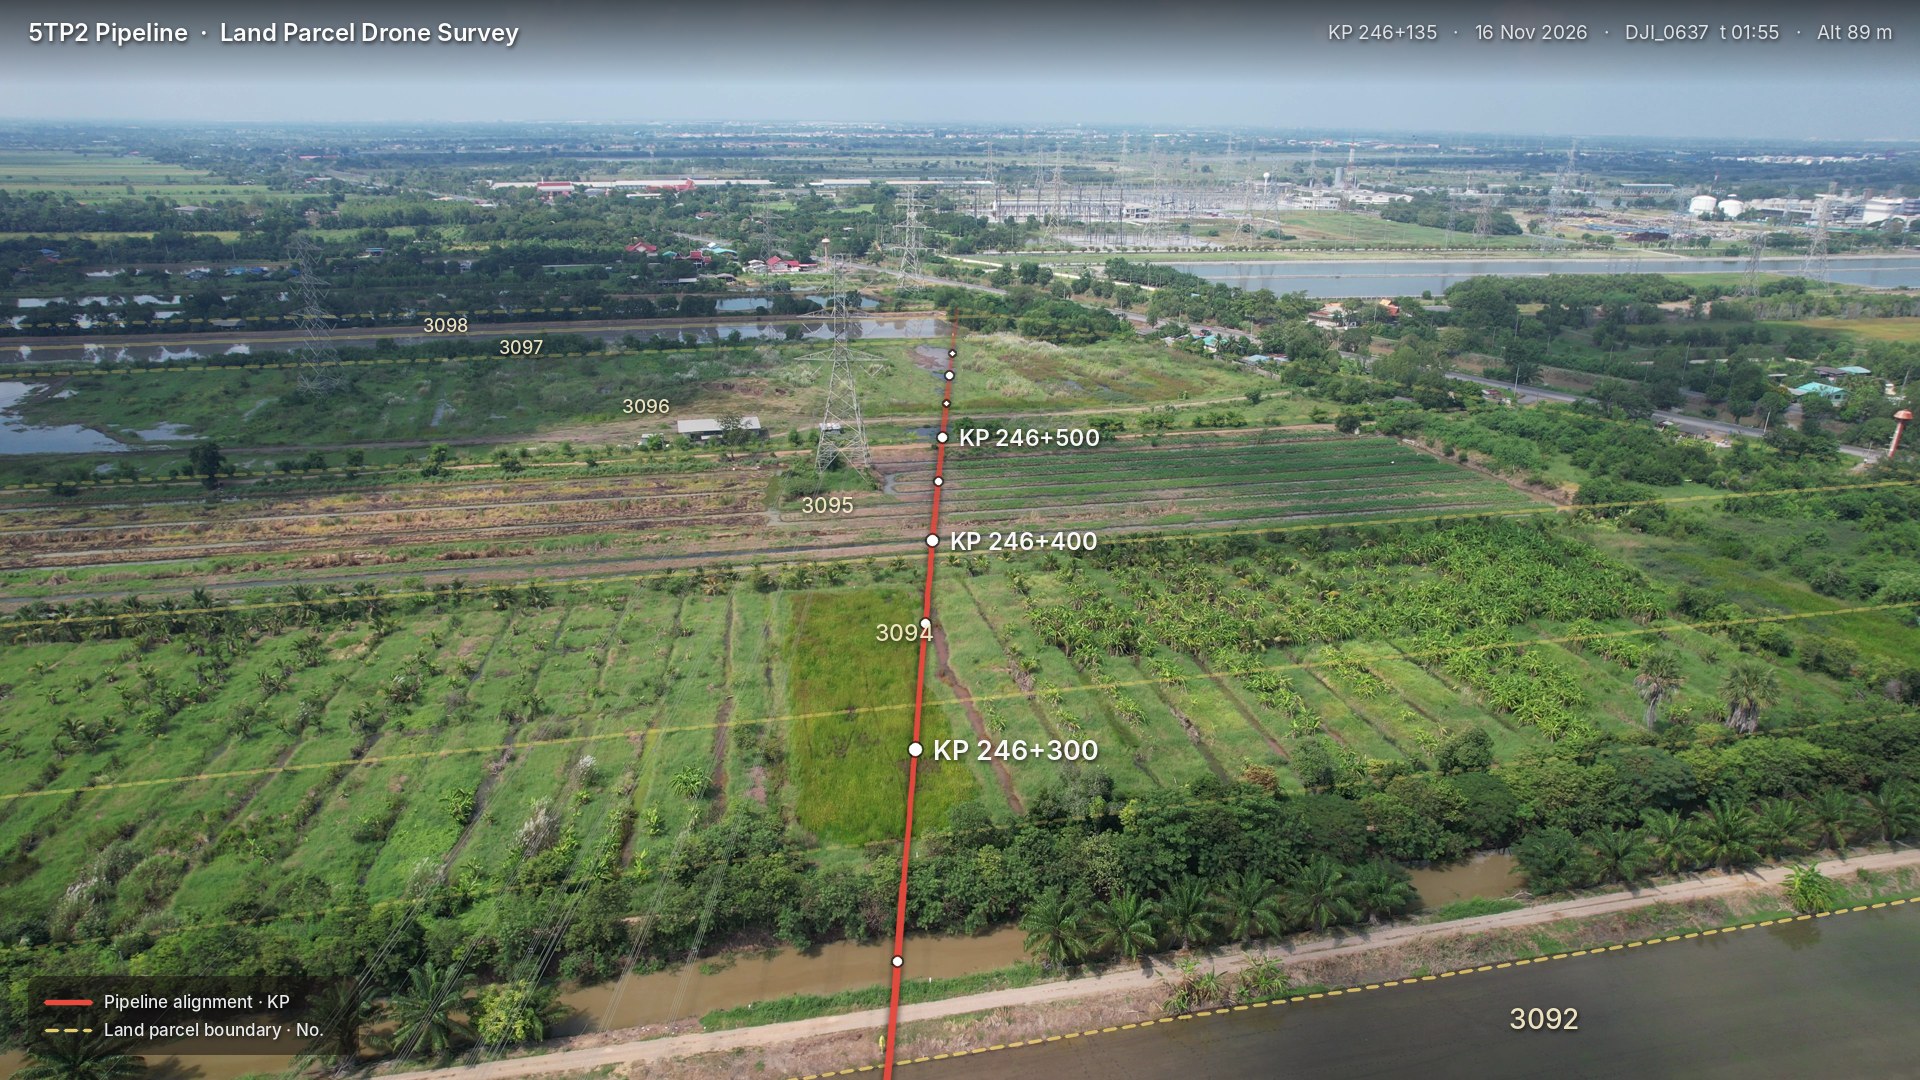 5TP2 Pipeline · Land Parcel Drone Survey
KP 246+135 · 16 Nov 2026 · DJI_0637 t 01:55 · Alt 89 m
3098
3097
3096
KP 246+500
3095
KP 246+400
3094
KP 246+300
Pipeline alignment · KP
Land parcel boundary · No.
3092